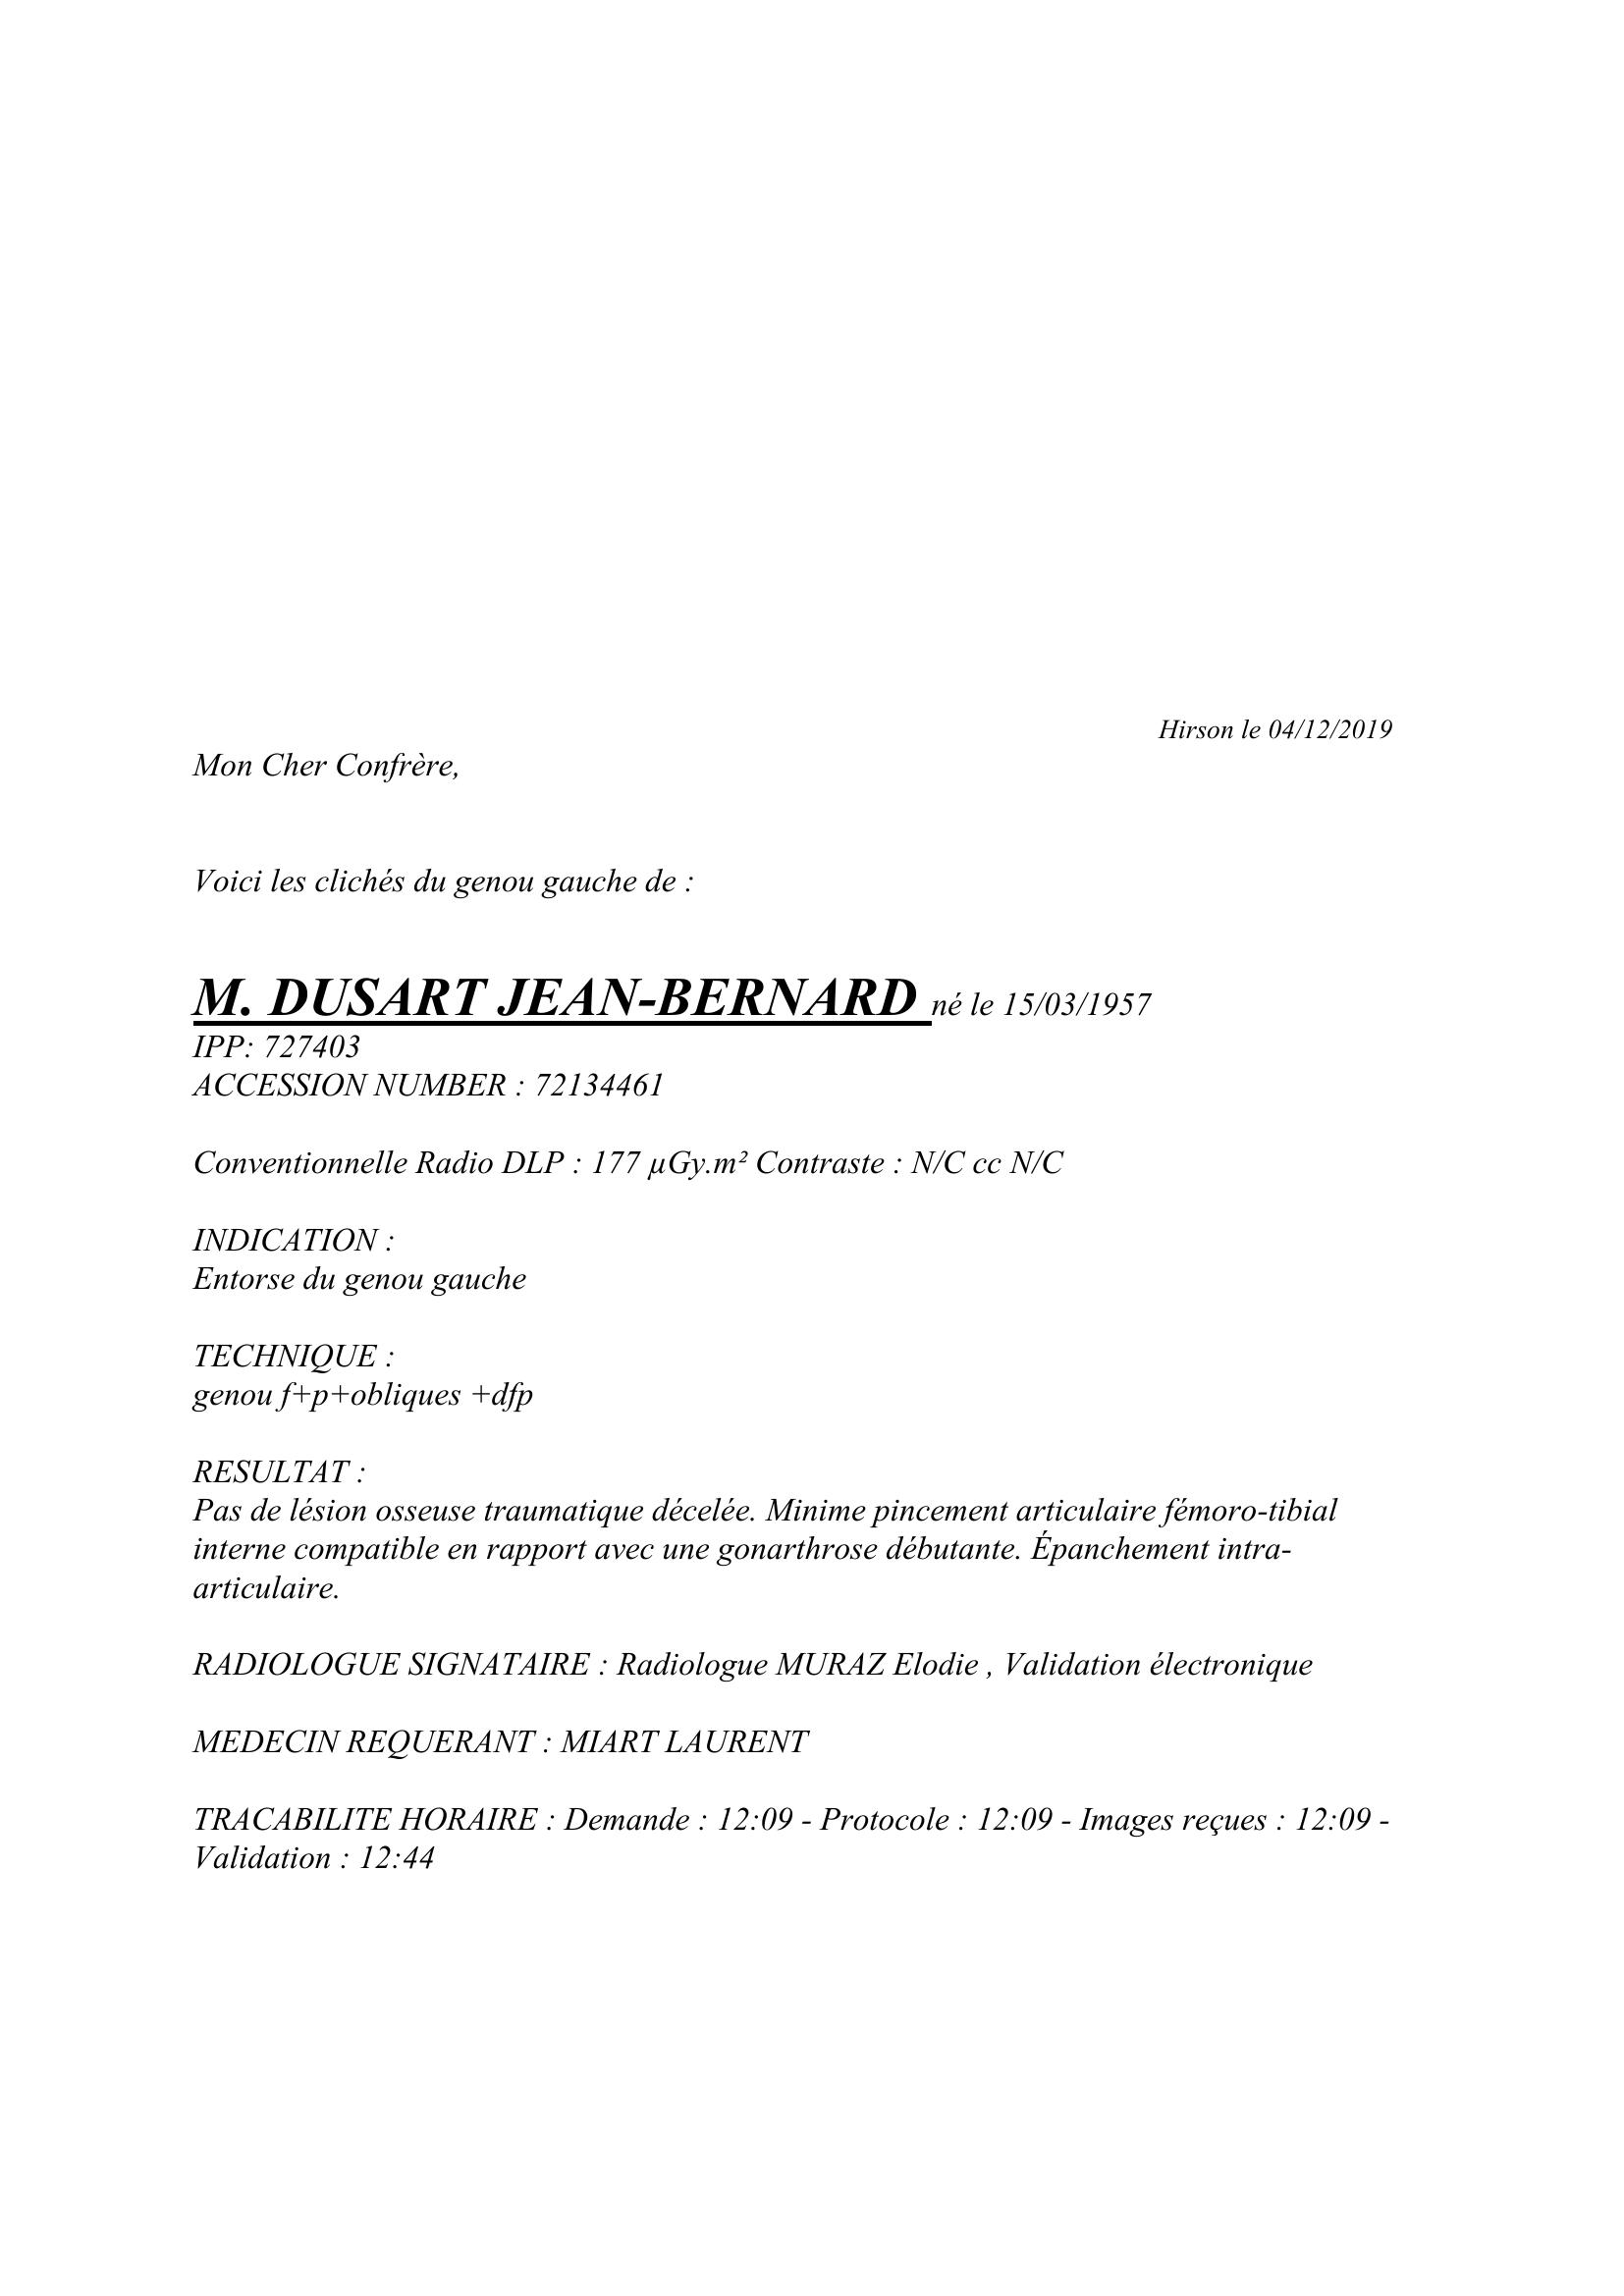 Hirson le 04/12/2019
Mon Cher Confrère,
Voici les clichés du genou gauche de :
M. DUSART JEAN-BERNARD né le 15/03/1957
IPP: 727403
ACCESSION NUMBER : 72134461
Conventionnelle Radio DLP : 177 µGy.m² Contraste : N/C cc N/C
INDICATION :
Entorse du genou gauche
TECHNIQUE :
genou f+p+obliques +dfp
RESULTAT :
Pas de lésion osseuse traumatique décelée. Minime pincement articulaire fémoro-tibial
interne compatible en rapport avec une gonarthrose débutante. Épanchement intra-
articulaire.
RADIOLOGUE SIGNATAIRE : Radiologue MURAZ Elodie , Validation électronique
MEDECIN REQUERANT : MIART LAURENT
TRACABILITE HORAIRE : Demande : 12:09 - Protocole : 12:09 - Images reçues : 12:09 -
Validation : 12:44